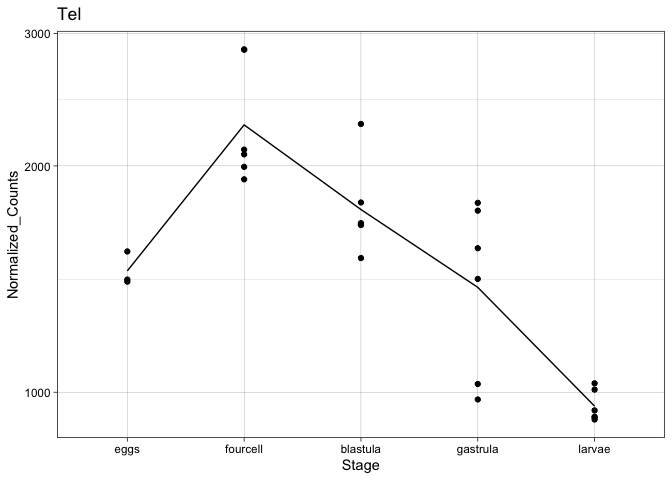 Tel
3000
2000
1000
Normalized_Counts
eggs fourcell blastula gastrula larvae
Stage